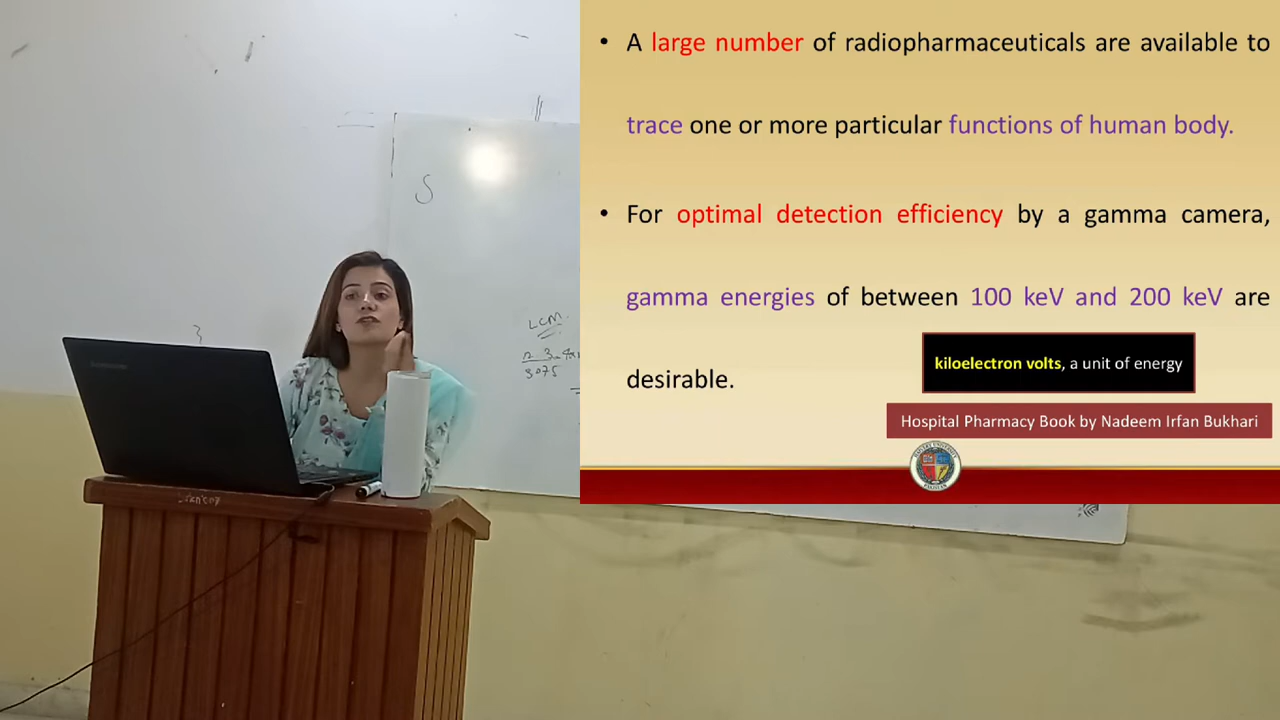 • A large number of radiopharmaceuticals are available to
trace one or more particular functions of human body.
• For optimal detection efficiency by a gamma camera,
gamma energies of between 100 keV and 200 keV are
desirable.
kiloelectron volts, a unit of energy
Hospital Pharmacy Book by Nadeem Irfan Bukhari
S
LCM
3075